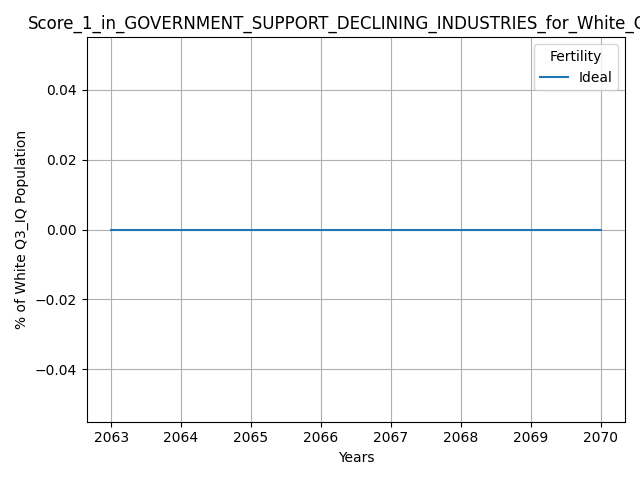 Score_1_in_GOVERNMENT_SUPPORT_DECLINING_INDUSTRIES_for_White_
Fertility
Ideal
0.04
0.02
0.00
−0.02
−0.04
% of White Q3_IQ Population
2063 2064 2065 2066 2067 2068 2069 2070
Years